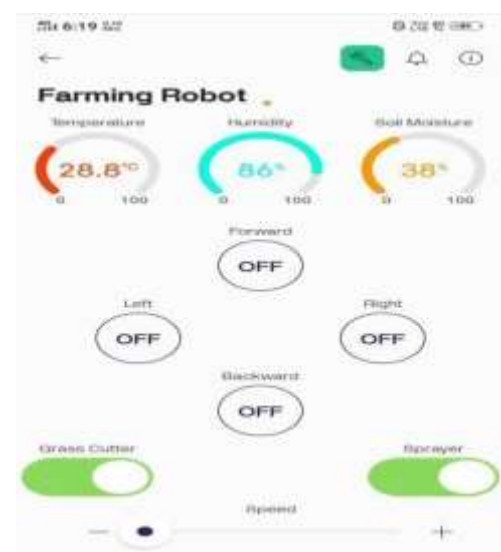 6:19
Farming Robot
Temperature Humidity Soil Moisture
28.8°C 86% 38%
0 100 0 100 0 100
Forward
OFF
Left Right
OFF OFF
Backward
OFF
Grass Cutter Sprayer
Speed
− +